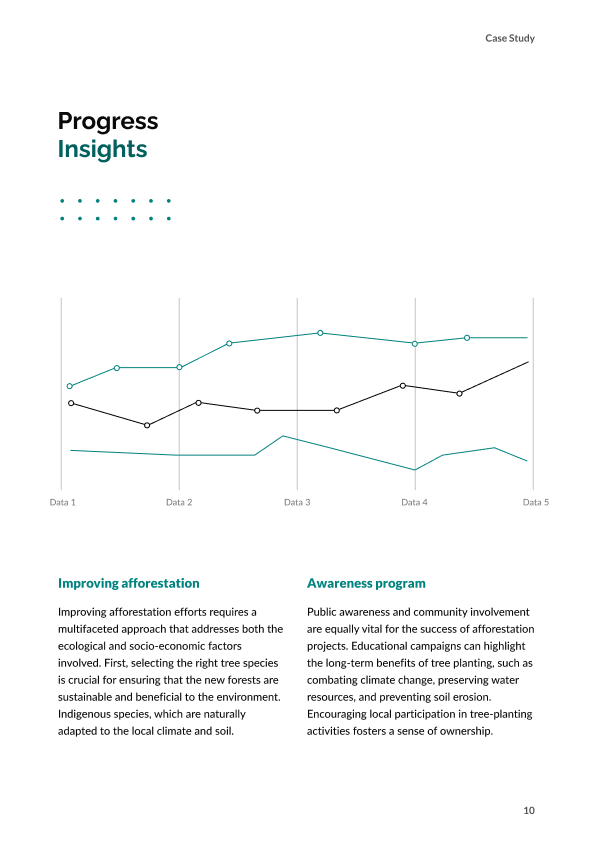 Case Study
Progress
Insights
Data 1
Data 2
Data 3
Data 4
Data 5
Improving afforestation
Improving afforestation efforts requires a
multifaceted approach that addresses both the
ecological and socio-economic factors
involved. First, selecting the right tree species
is crucial for ensuring that the new forests are
sustainable and beneficial to the environment.
Indigenous species, which are naturally
adapted to the local climate and soil.
Awareness program
Public awareness and community involvement
are equally vital for the success of afforestation
projects. Educational campaigns can highlight
the long-term benefits of tree planting, such as
combating climate change, preserving water
resources, and preventing soil erosion.
Encouraging local participation in tree-planting
activities fosters a sense of ownership.
10